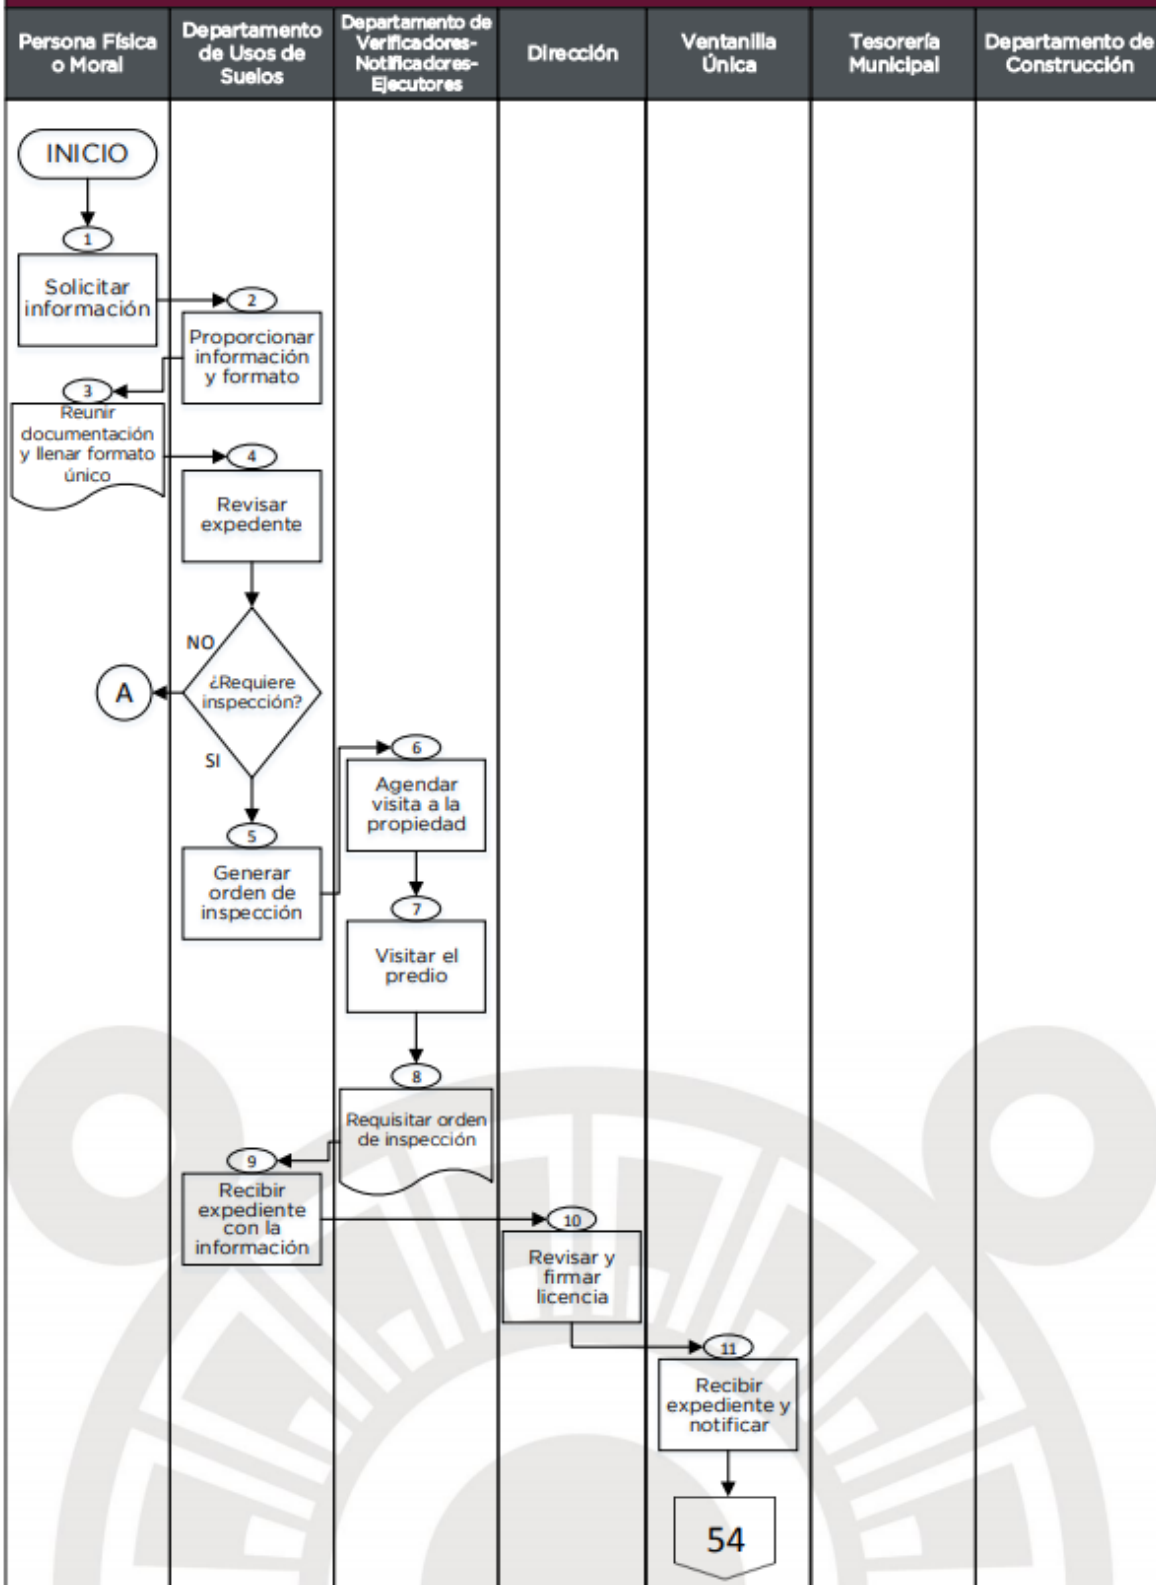 Persona Física
o Moral
Departamento
de Usos de
Suelos
Departamento de
Verificadores-
Notificadores-
Ejecutores
Dirección
Ventanilla
Única
Tesorería
Municipal
Departamento de
Construcción
INICIO
1
Solicitar
información
2
Proporcionar
información
y formato
3
Reunir
documentación
y llenar formato
único
4
Revisar
expedente
NO
¿Requiere
inspección?
A
SI
5
Generar
orden de
inspección
6
Agendar
visita a la
propiedad
7
Visitar el
predio
8
Requisitar orden
de inspección
9
Recibir
expediente
con la
información
10
Revisar y
firmar
licencia
11
Recibir
expediente y
notificar
54